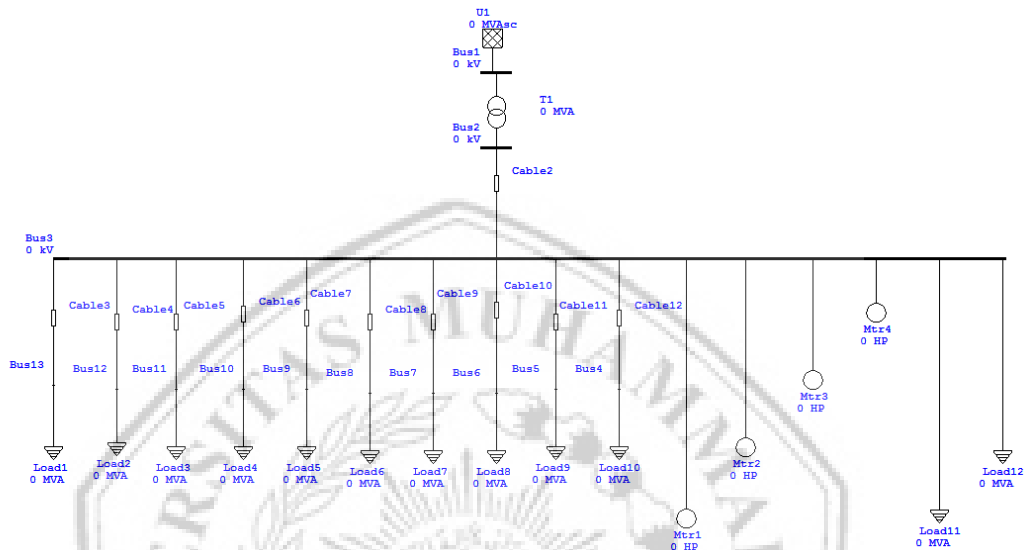 U1
0 MVAsc
Bus1
0 kV
T1
0 MVA
Bus2
0 kV
Cable2
Bus3
0 kV
Cable3
Cable4
Cable5
Cable6
Cable7
Cable8
Cable9
Cable10
Cable11
Cable12
Mtr4
0 HP
Bus13
Bus12
Bus11
Bus10
Bus9
Bus8
Bus7
Bus6
Bus5
Bus4
Mtr3
0 HP
Load1
0 MVA
Load2
0 MVA
Load3
0 MVA
Load4
0 MVA
Load5
0 MVA
Load6
0 MVA
Load7
0 MVA
Load8
0 MVA
Load9
0 MVA
Load10
0 MVA
Mtr2
0 HP
Load12
0 MVA
Mtr1
0 HP
Load11
0 MVA